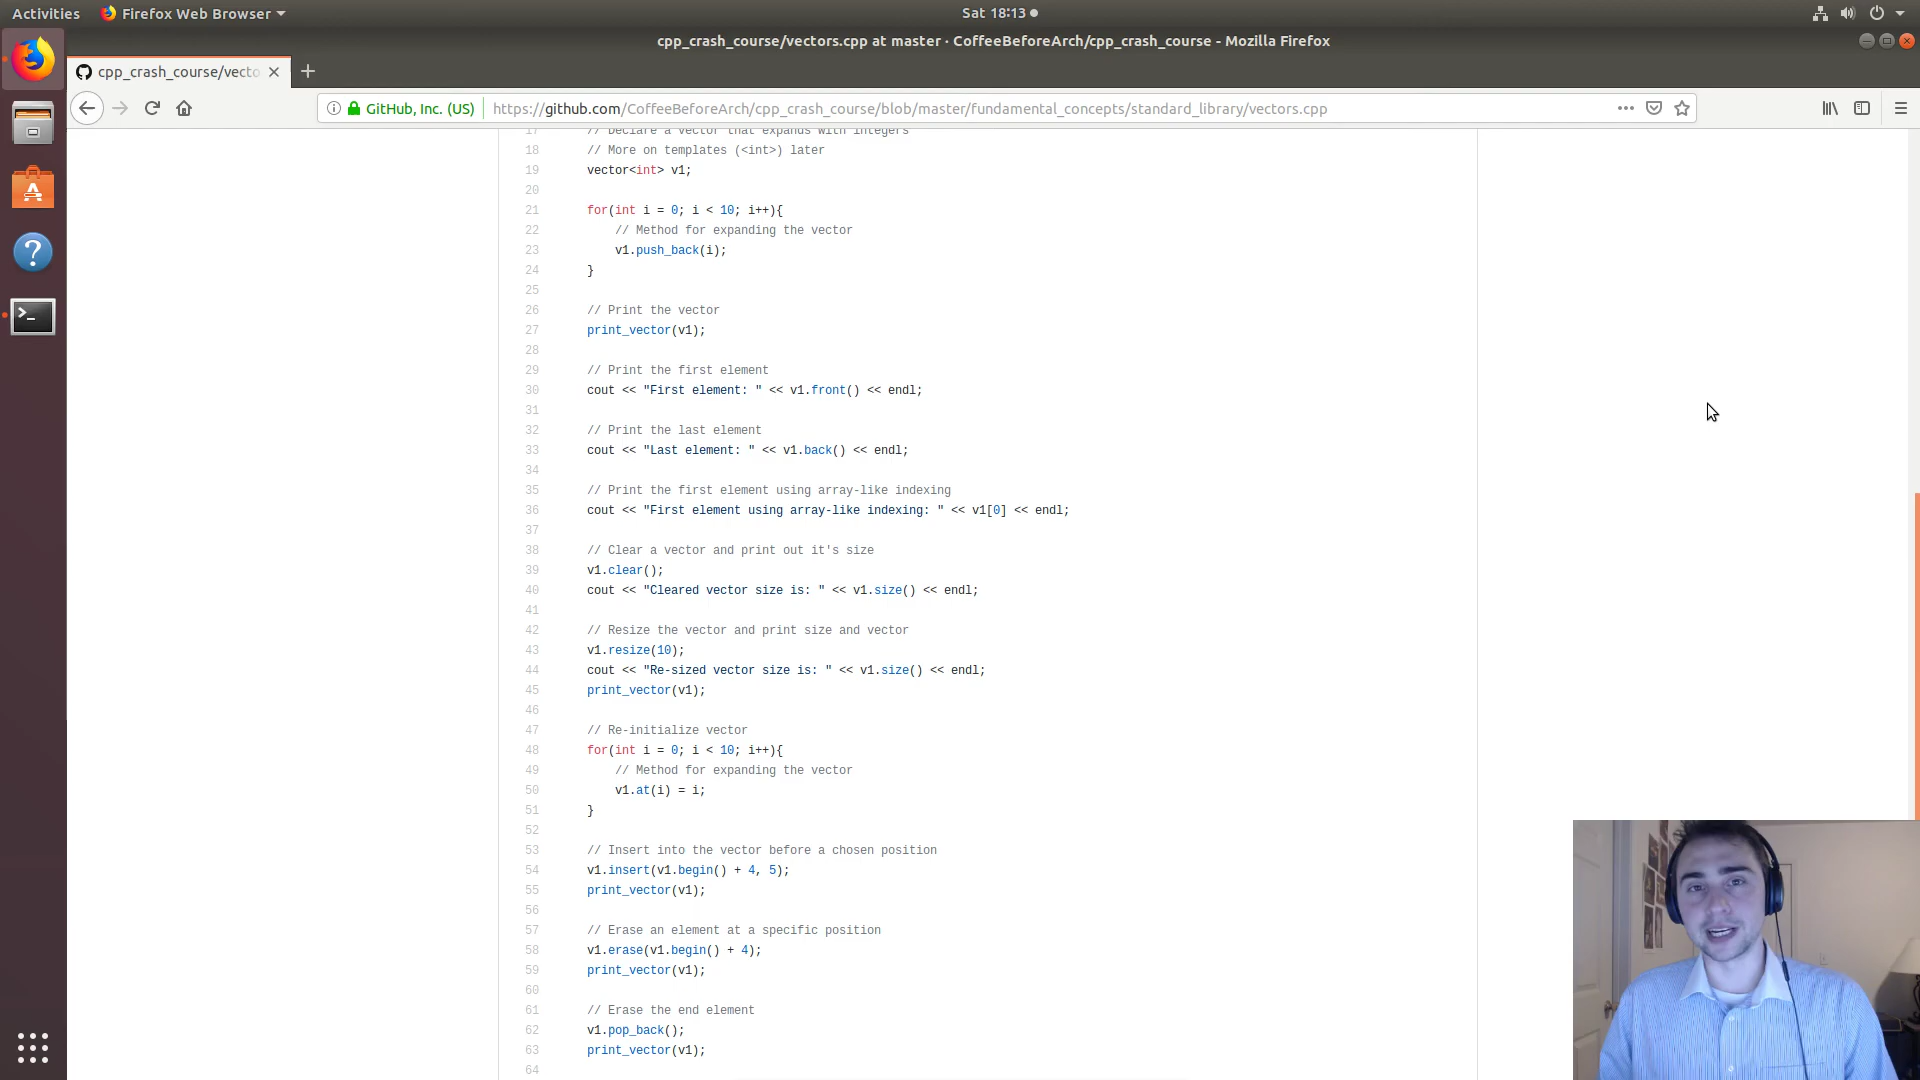 Activities
Firefox Web Browser
Sat 18:13
cpp_crash_course/vectors.cpp at master · CoffeeBeforeArch/cpp_crash_course - Mozilla Firefox
cpp_crash_course/vecto
GitHub, Inc. (US)
https://github.com/CoffeeBeforeArch/cpp_crash_course/blob/master/fundamental_concepts/standard_library/vectors.cpp
17 // Declare a vector that expands with integers
18 // More on templates (<int>) later
19 vector<int> v1;
20
21 for(int i = 0; i < 10; i++){
22 // Method for expanding the vector
23 v1.push_back(i);
24 }
25
26 // Print the vector
27 print_vector(v1);
28
29 // Print the first element
30 cout << "First element: " << v1.front() << endl;
31
32 // Print the last element
33 cout << "Last element: " << v1.back() << endl;
34
35 // Print the first element using array-like indexing
36 cout << "First element using array-like indexing: " << v1[0] << endl;
37
38 // Clear a vector and print out it's size
39 v1.clear();
40 cout << "Cleared vector size is: " << v1.size() << endl;
41
42 // Resize the vector and print size and vector
43 v1.resize(10);
44 cout << "Re-sized vector size is: " << v1.size() << endl;
45 print_vector(v1);
46
47 // Re-initialize vector
48 for(int i = 0; i < 10; i++){
49 // Method for expanding the vector
50 v1.at(i) = i;
51 }
52
53 // Insert into the vector before a chosen position
54 v1.insert(v1.begin() + 4, 5);
55 print_vector(v1);
56
57 // Erase an element at a specific position
58 v1.erase(v1.begin() + 4);
59 print_vector(v1);
60
61 // Erase the end element
62 v1.pop_back();
63 print_vector(v1);
64